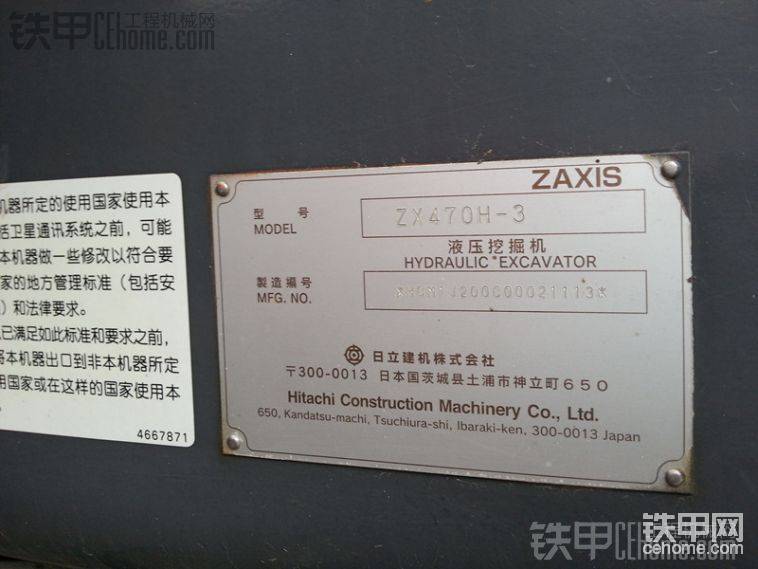 铁甲 工程机械网
CEhome.com
机器所定的使用国家使用本
括卫星通讯系统之前，可能
本机器做一些修改以符合要
家的地方管理标准（包括安
）和法律要求。
已满足如此标准和要求之前，
将本机器出口到非本机器所定
用国家或在这样的国家使用本
4667871
ZAXIS
型 号
MODEL
ZX470H-3
液压挖掘机
HYDRAULIC EXCAVATOR
製造編号
MFG. NO.
日立建机株式会社
〒300-0013 日本国茨城县土浦市神立町650
Hitachi Construction Machinery Co., Ltd.
650, Kandatsu-machi, Tsuchiura-shi, Ibaraki-ken, 300-0013 Japan
铁甲网
cehome.com